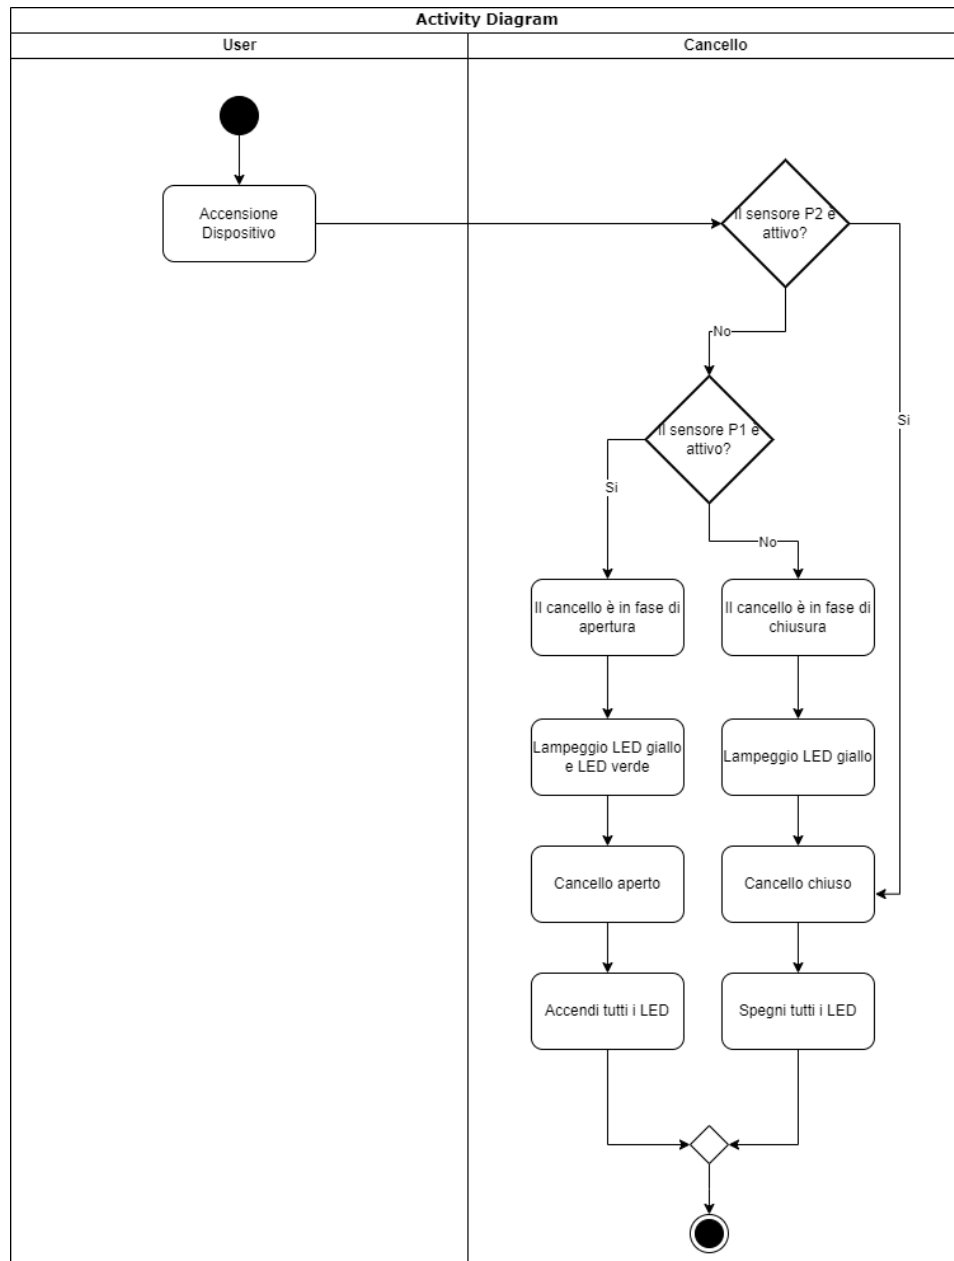 Activity Diagram
User
Cancello
Accensione
Dispositivo
Il sensore P2 è
attivo?
No
Il sensore P1 è
attivo?
Si
Si
No
Il cancello è in fase di
apertura
Il cancello è in fase di
chiusura
Lampeggio LED giallo
e LED verde
Lampeggio LED giallo
Cancello aperto
Cancello chiuso
Accendi tutti i LED
Spegni tutti i LED